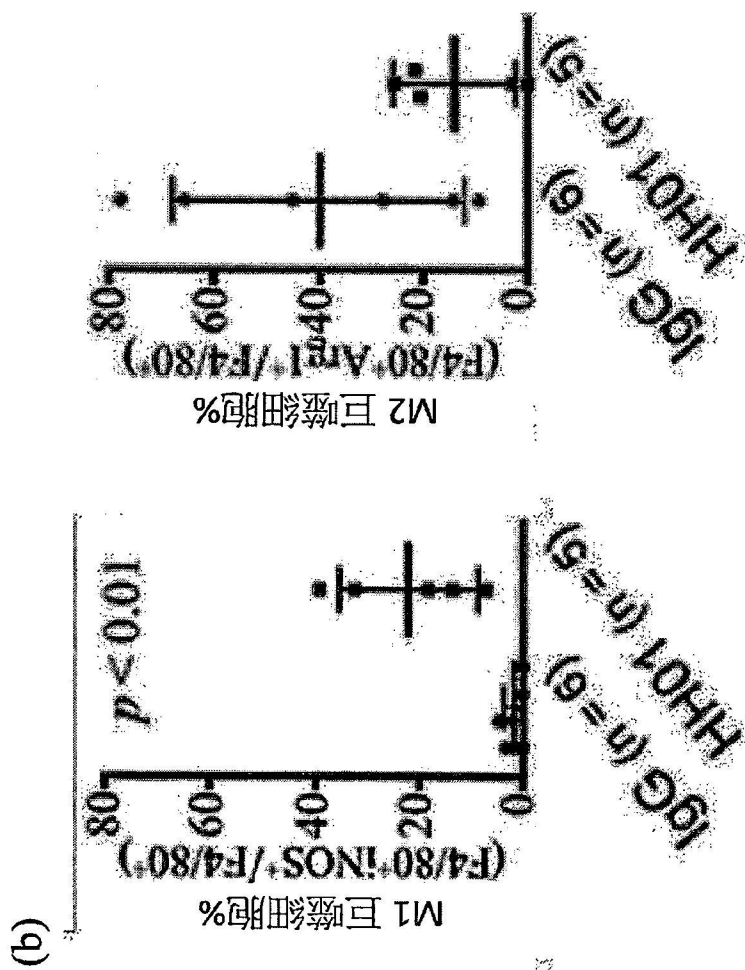 (b)
M1 巨噬細胞%
(F4/80⁺iNOS⁺/F4/80⁺)
80
60
40
20
0
p < 0.01
IgG (n = 6)
HH01 (n = 5)
M2 巨噬細胞%
(F4/80⁺Arg1⁺/F4/80⁺)
80
60
40
20
0
IgG (n = 6)
HH01 (n = 5)